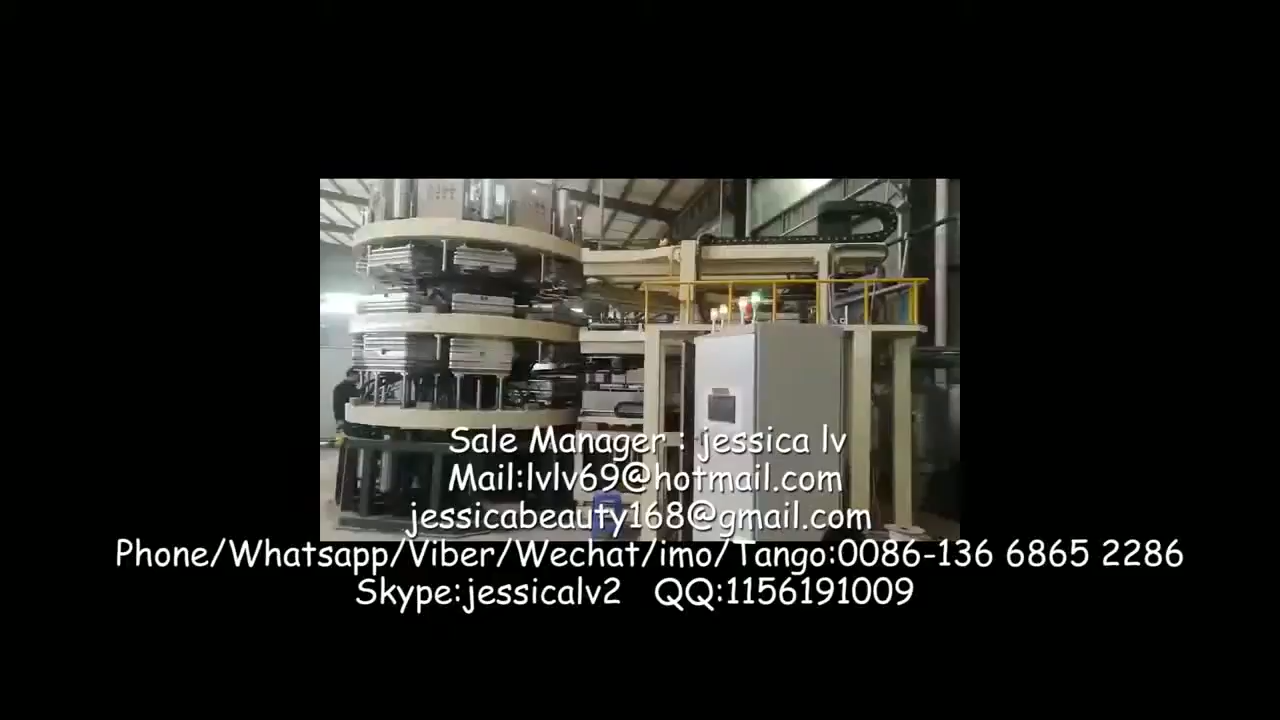 Sale Manager : jessica lv
Mail:lvlv69@hotmail.com
jessicabeauty168@gmail.com
Phone/Whatsapp/Viber/Wechat/imo/Tango:0086-136 6865 2286
Skype:jessicalv2 QQ:1156191009